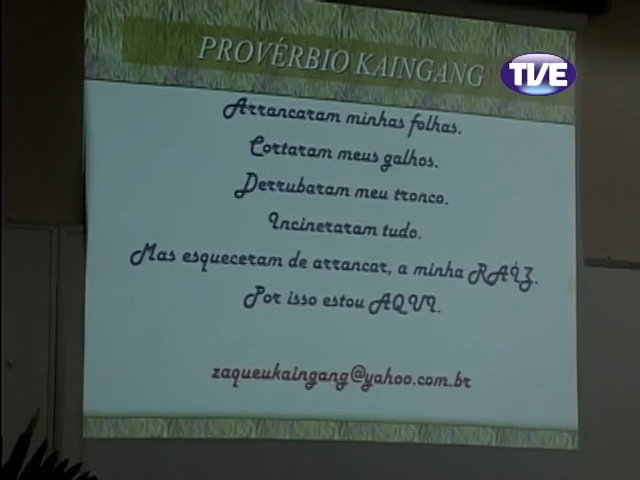 PROVÉRBIO KAINGANG
TVE
Arrancaram minhas folhas.
Cortaram meus galhos.
Derrubaram meu tronco.
Incineraram tudo.
Mas esqueceram de arrancar, a minha RAÍZ.
Por isso estou AQUI.
zaqueukaingang@yahoo.com.br